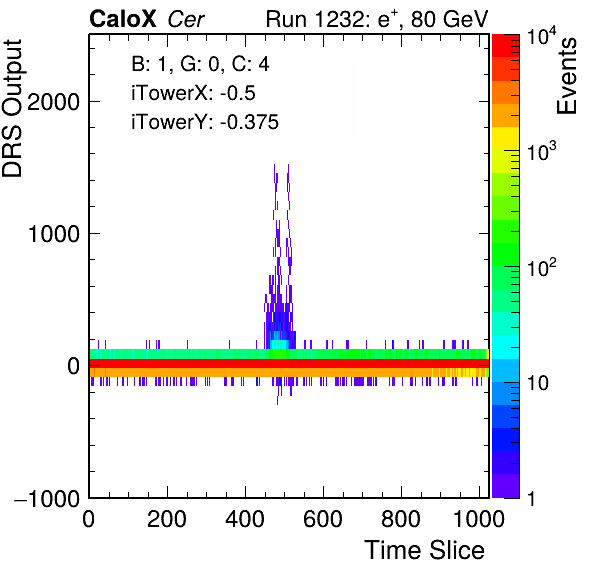 CaloX Cer Run 1232: e+, 80 GeV
B: 1, G: 0, C: 4
iTowerX: -0.5
iTowerY: -0.375
DRS Output
2000
1000
0
−1000
0 200 400 600 800 1000
Time Slice
Events
10^4
10^3
10^2
10
1